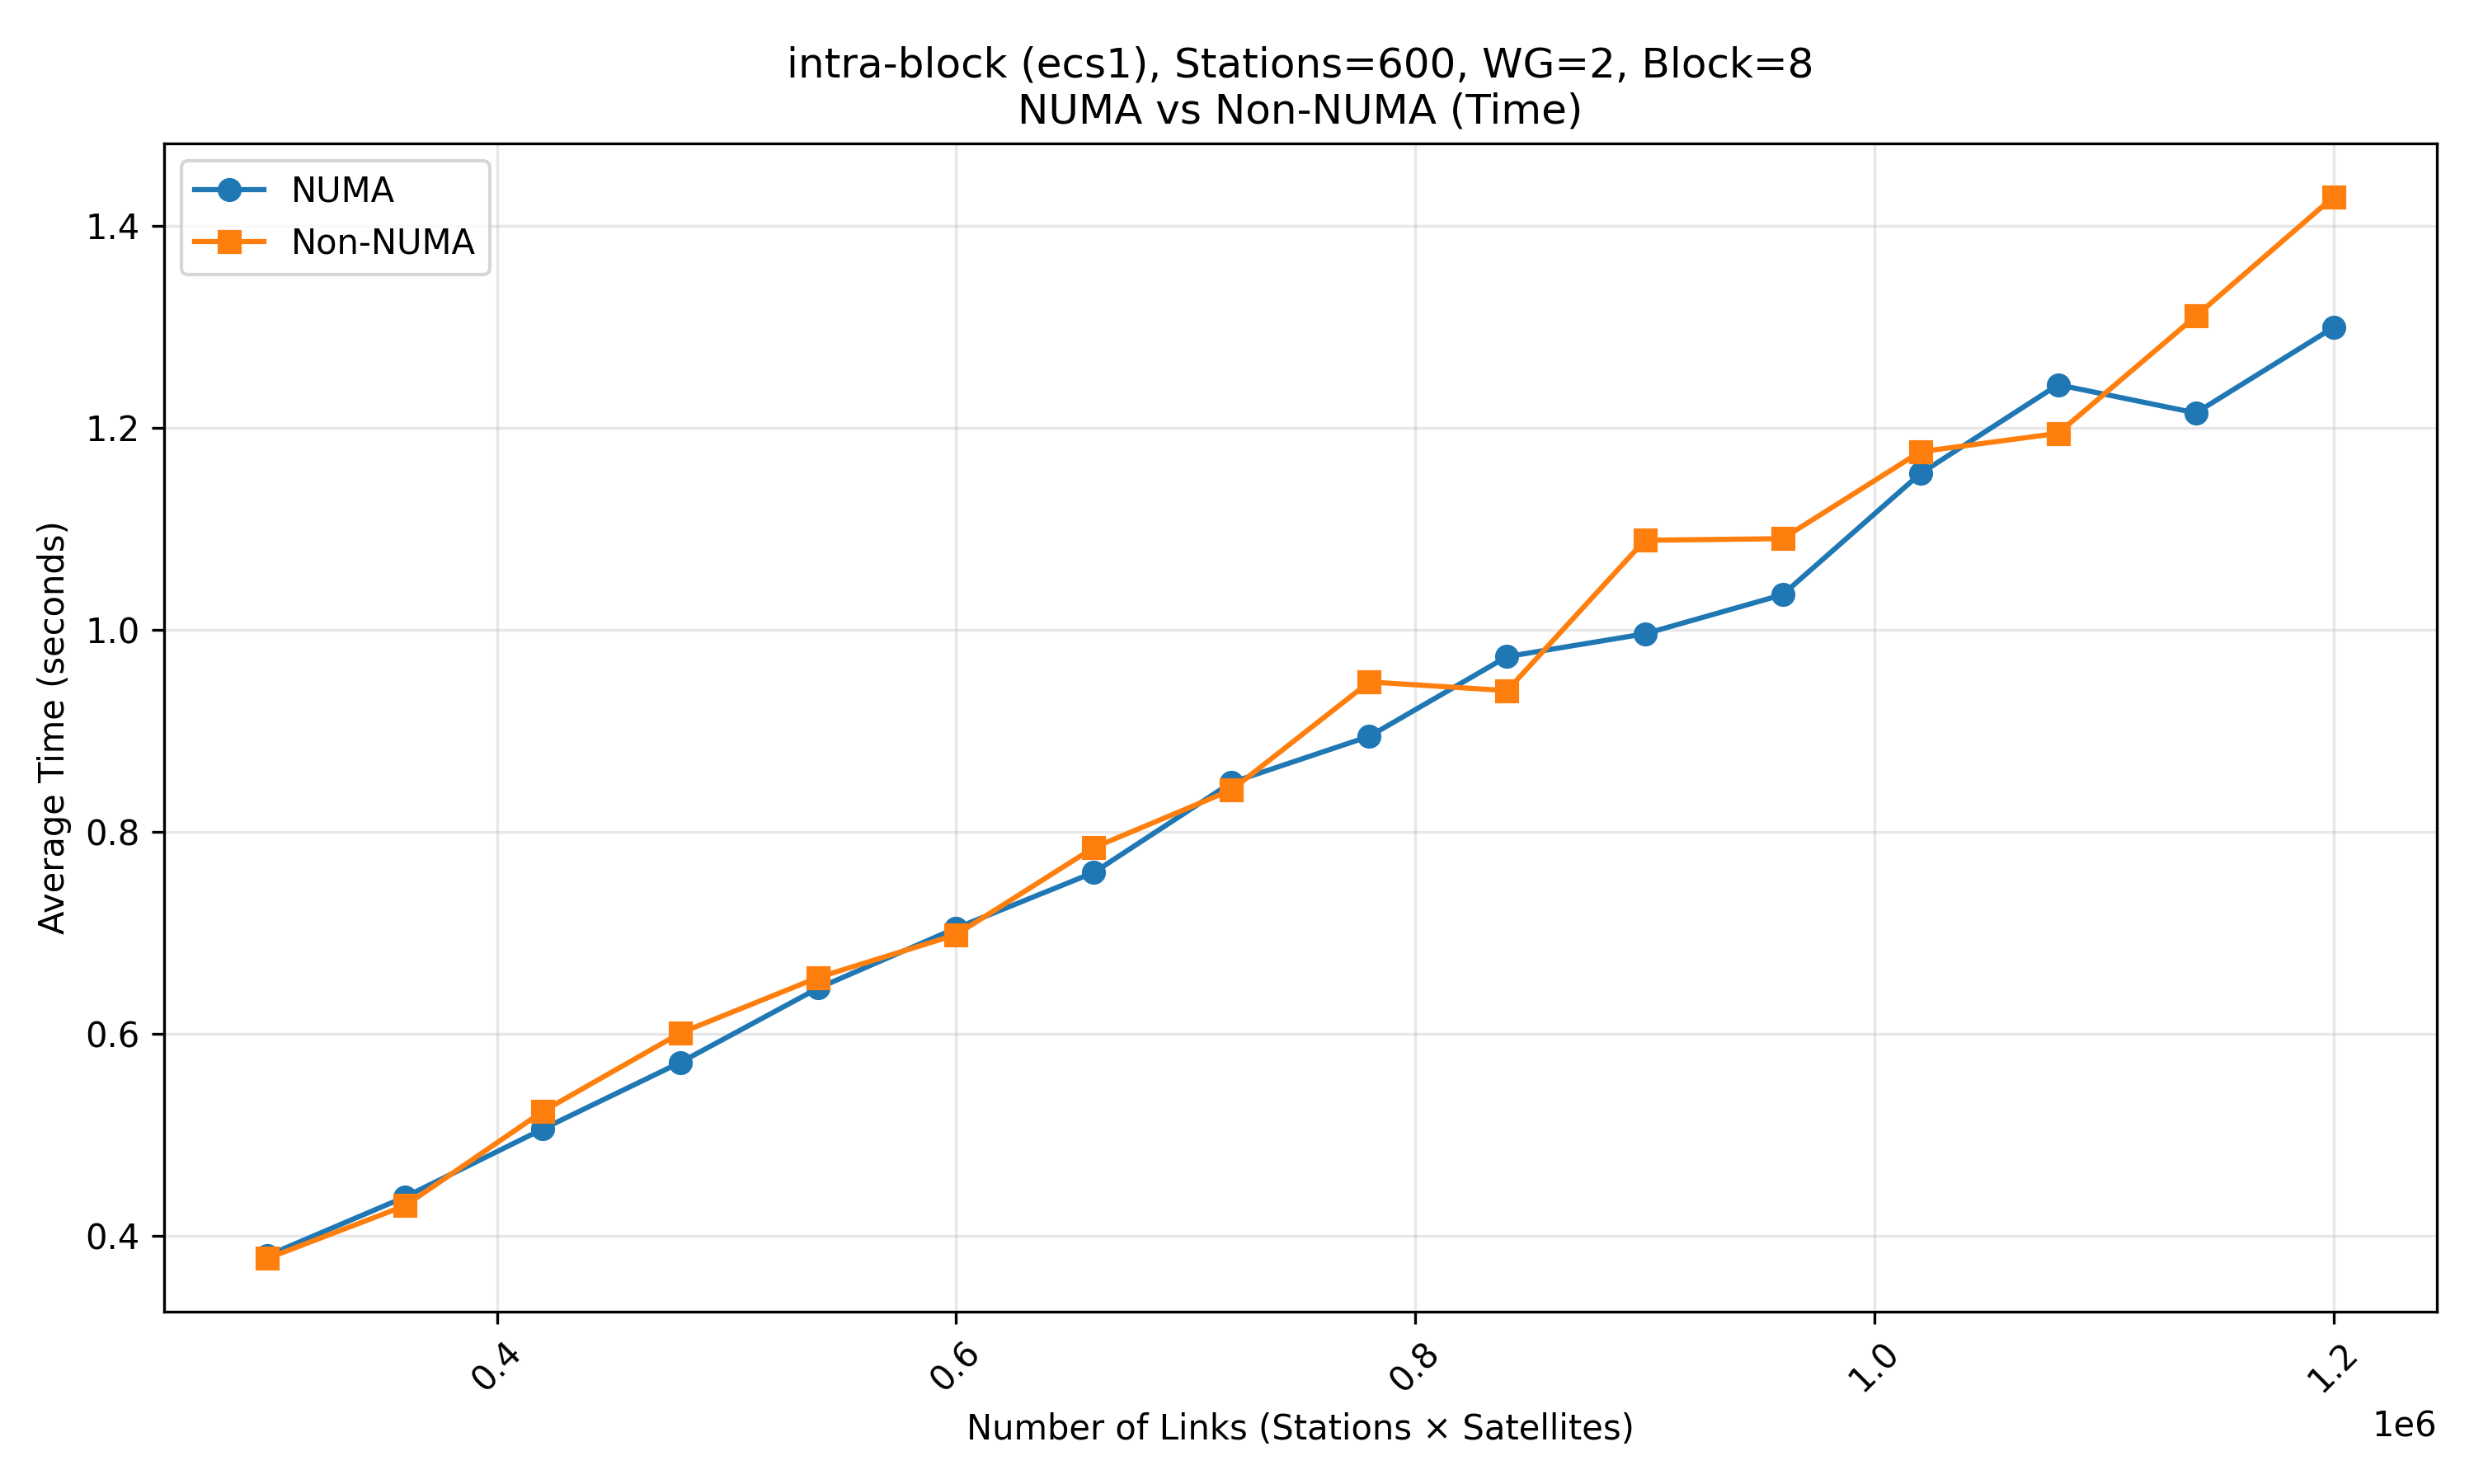 intra-block (ecs1), Stations=600, WG=2, Block=8
NUMA vs Non-NUMA (Time)
NUMA
Non-NUMA
1.4
1.2
1.0
0.8
0.6
0.4
Average Time (seconds)
0.4
0.6
0.8
1.0
1.2
1e6
Number of Links (Stations × Satellites)